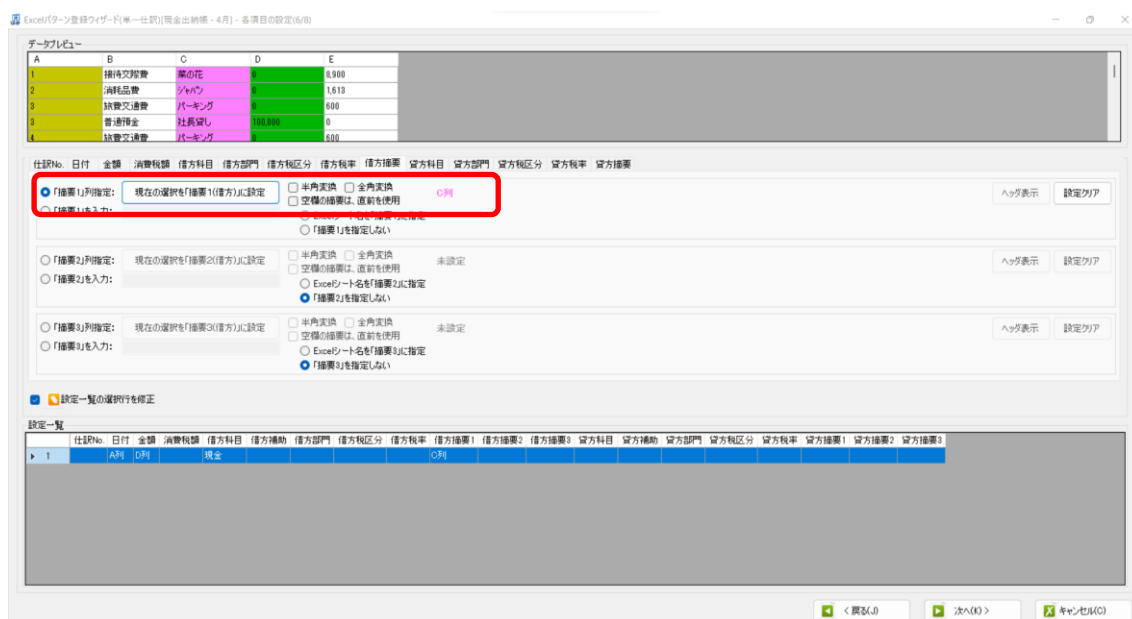 Excelパターン登録ウィザード(単一仕訳)[現金出納帳 - 4月] - 各項目の設定(6/8)
データプレビュー
A B C D E
1 接待交際費 菜の花 0 8,900
2 消耗品費 ジャパン 0 1,613
3 旅費交通費 パーキング 0 600
3 普通預金 社長貸し 100,000 0
4 旅費交通費 パーキング 0 600
仕訳No. 日付 金額 消費税額 借方科目 借方部門 借方税区分 借方税率 借方摘要 貸方科目 貸方部門 貸方税区分 貸方税率 貸方摘要
「摘要1」列指定: 現在の選択を「摘要1(借方)」に設定 半角変換 全角変換 C列 ヘッダ表示 設定クリア
空欄の摘要は、直前を使用
「摘要1」を入力: Excelシート名を「摘要1」に指定
「摘要1」を指定しない
「摘要2」列指定: 現在の選択を「摘要2(借方)」に設定 半角変換 全角変換 未設定 ヘッダ表示 設定クリア
空欄の摘要は、直前を使用
「摘要2」を入力: Excelシート名を「摘要2」に指定
「摘要2」を指定しない
「摘要3」列指定: 現在の選択を「摘要3(借方)」に設定 半角変換 全角変換 未設定 ヘッダ表示 設定クリア
空欄の摘要は、直前を使用
「摘要3」を入力: Excelシート名を「摘要3」に指定
「摘要3」を指定しない
設定一覧の選択行を修正
設定一覧
仕訳No. 日付 金額 消費税額 借方科目 借方補助 借方部門 借方税区分 借方税率 借方摘要1 借方摘要2 借方摘要3 貸方科目 貸方補助 貸方部門 貸方税区分 貸方税率 貸方摘要1 貸方摘要2 貸方摘要3
1 A列 D列 現金 C列
< 戻る(J) 次へ(K) > キャンセル(C)